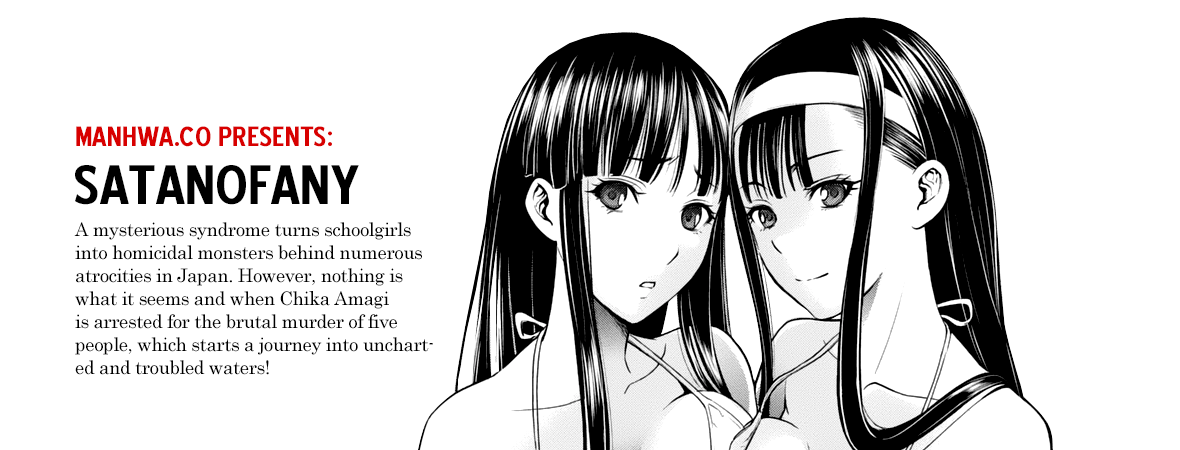 MANHWA.CO PRESENTS:
SATANOFANY
A mysterious syndrome turns schoolgirls
into homicidal monsters behind numerous
atrocities in Japan. However, nothing is
what it seems and when Chika Amagi
is arrested for the brutal murder of five
people, which starts a journey into unchart-
ed and troubled waters!